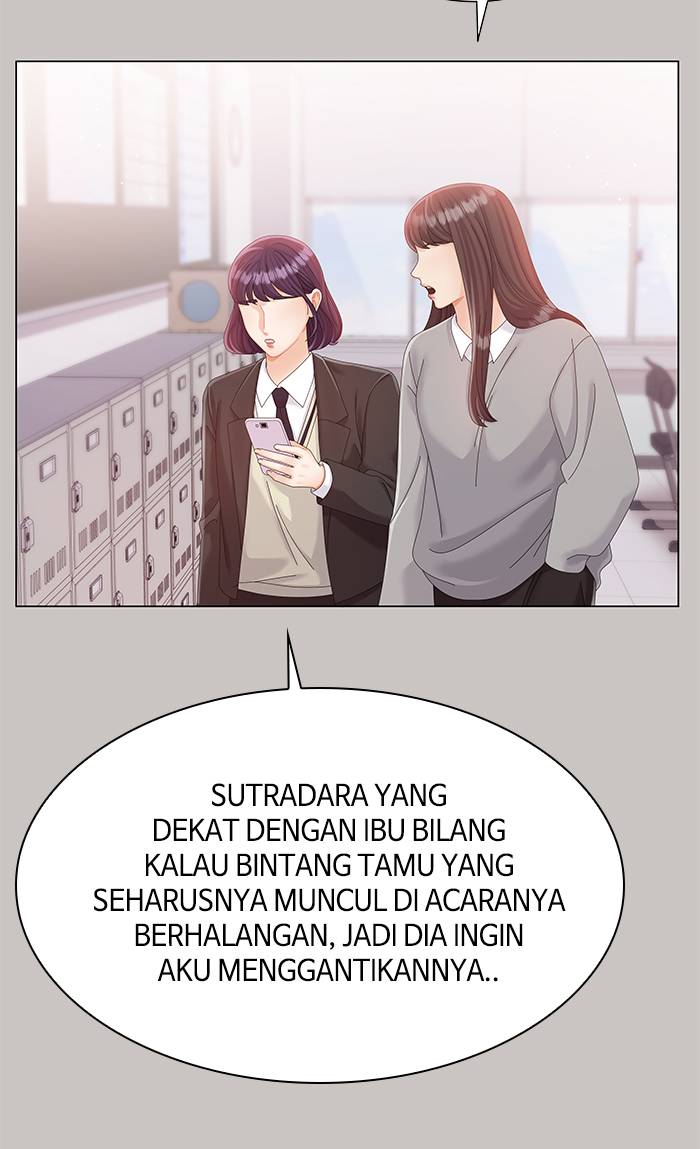 SUTRADARA YANG
DEKAT DENGAN IBU BILANG
KALAU BINTANG TAMU YANG
SEHARUSNYA MUNCUL DI ACARANYA
BERHALANGAN, JADI DIA INGIN
AKU MENGGANTIKANNYA..